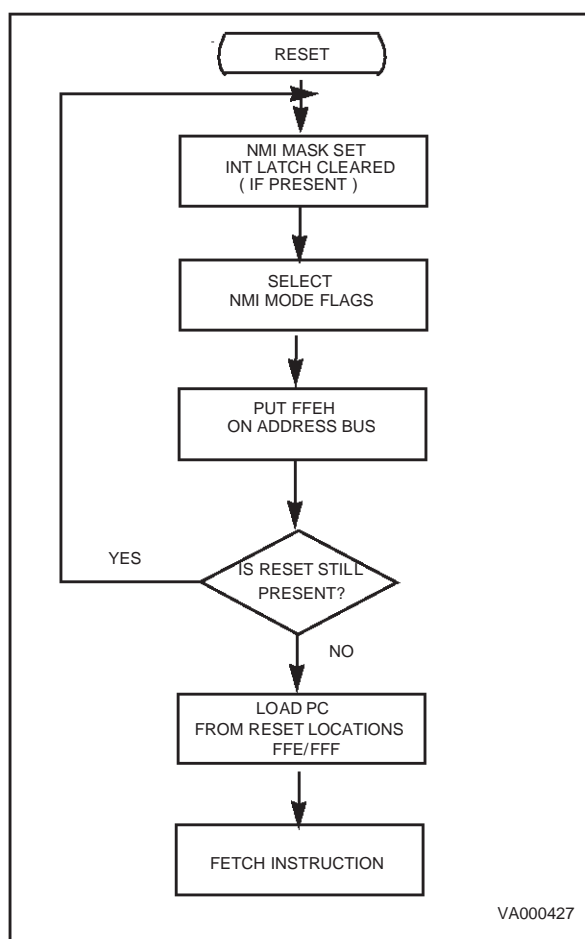 RESET
NMI MASK SET
INT LATCH CLEARED
( IF PRESENT )
SELECT
NMI MODE FLAGS
PUT FFEH
ON ADDRESS BUS
YES
IS RESET STILL
PRESENT?
NO
LOAD PC
FROM RESET LOCATIONS
FFE/FFF
FETCH INSTRUCTION
VA000427